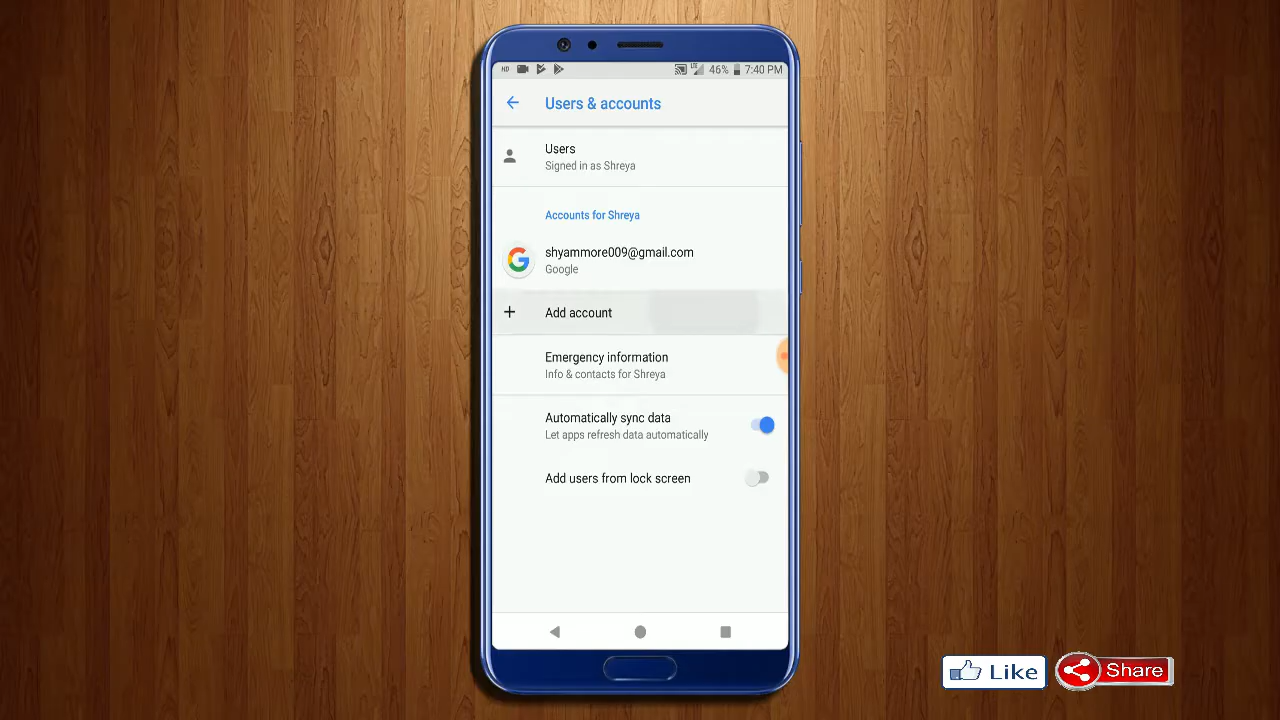 HD LTE 46% 7:40 PM
Users & accounts
Users
Signed in as Shreya
Accounts for Shreya
shyammore009@gmail.com
Google
Add account
Emergency information
Info & contacts for Shreya
Automatically sync data
Let apps refresh data automatically
Add users from lock screen
Like Share